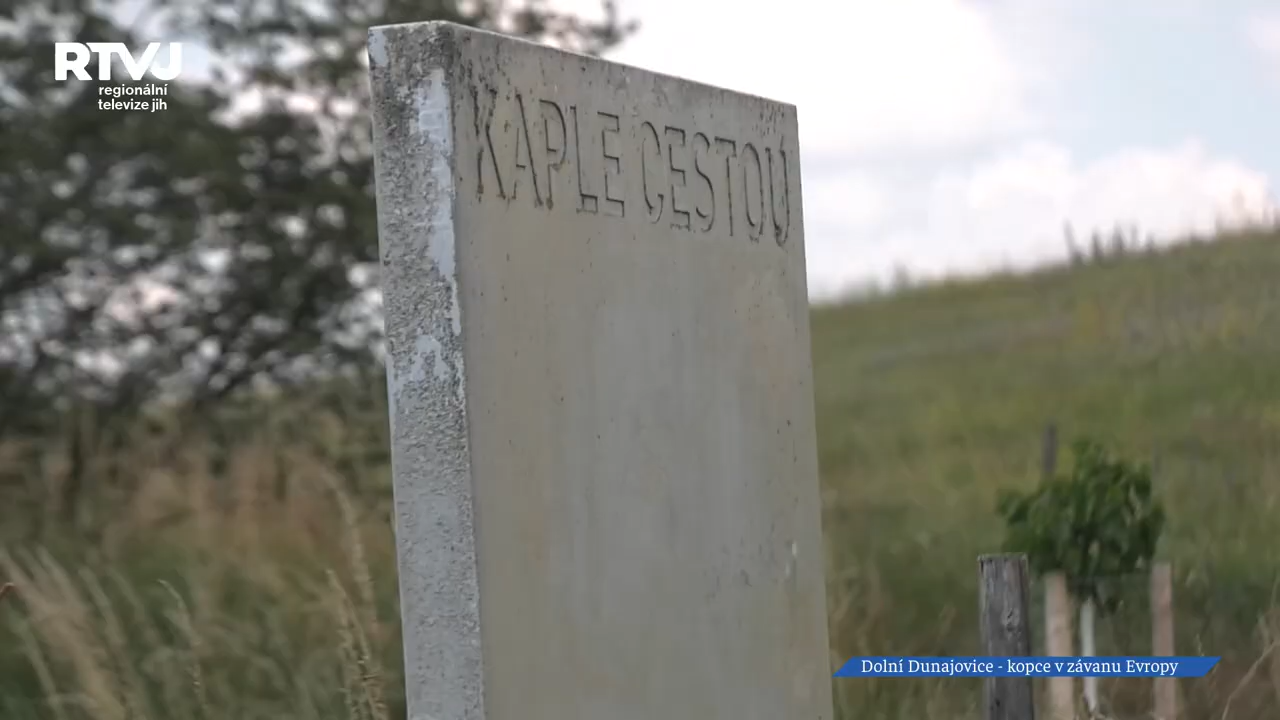 RTVJ
regionální
televize jih
KAPLE CESTOU
Dolní Dunajovice - kopce v závanu Evropy